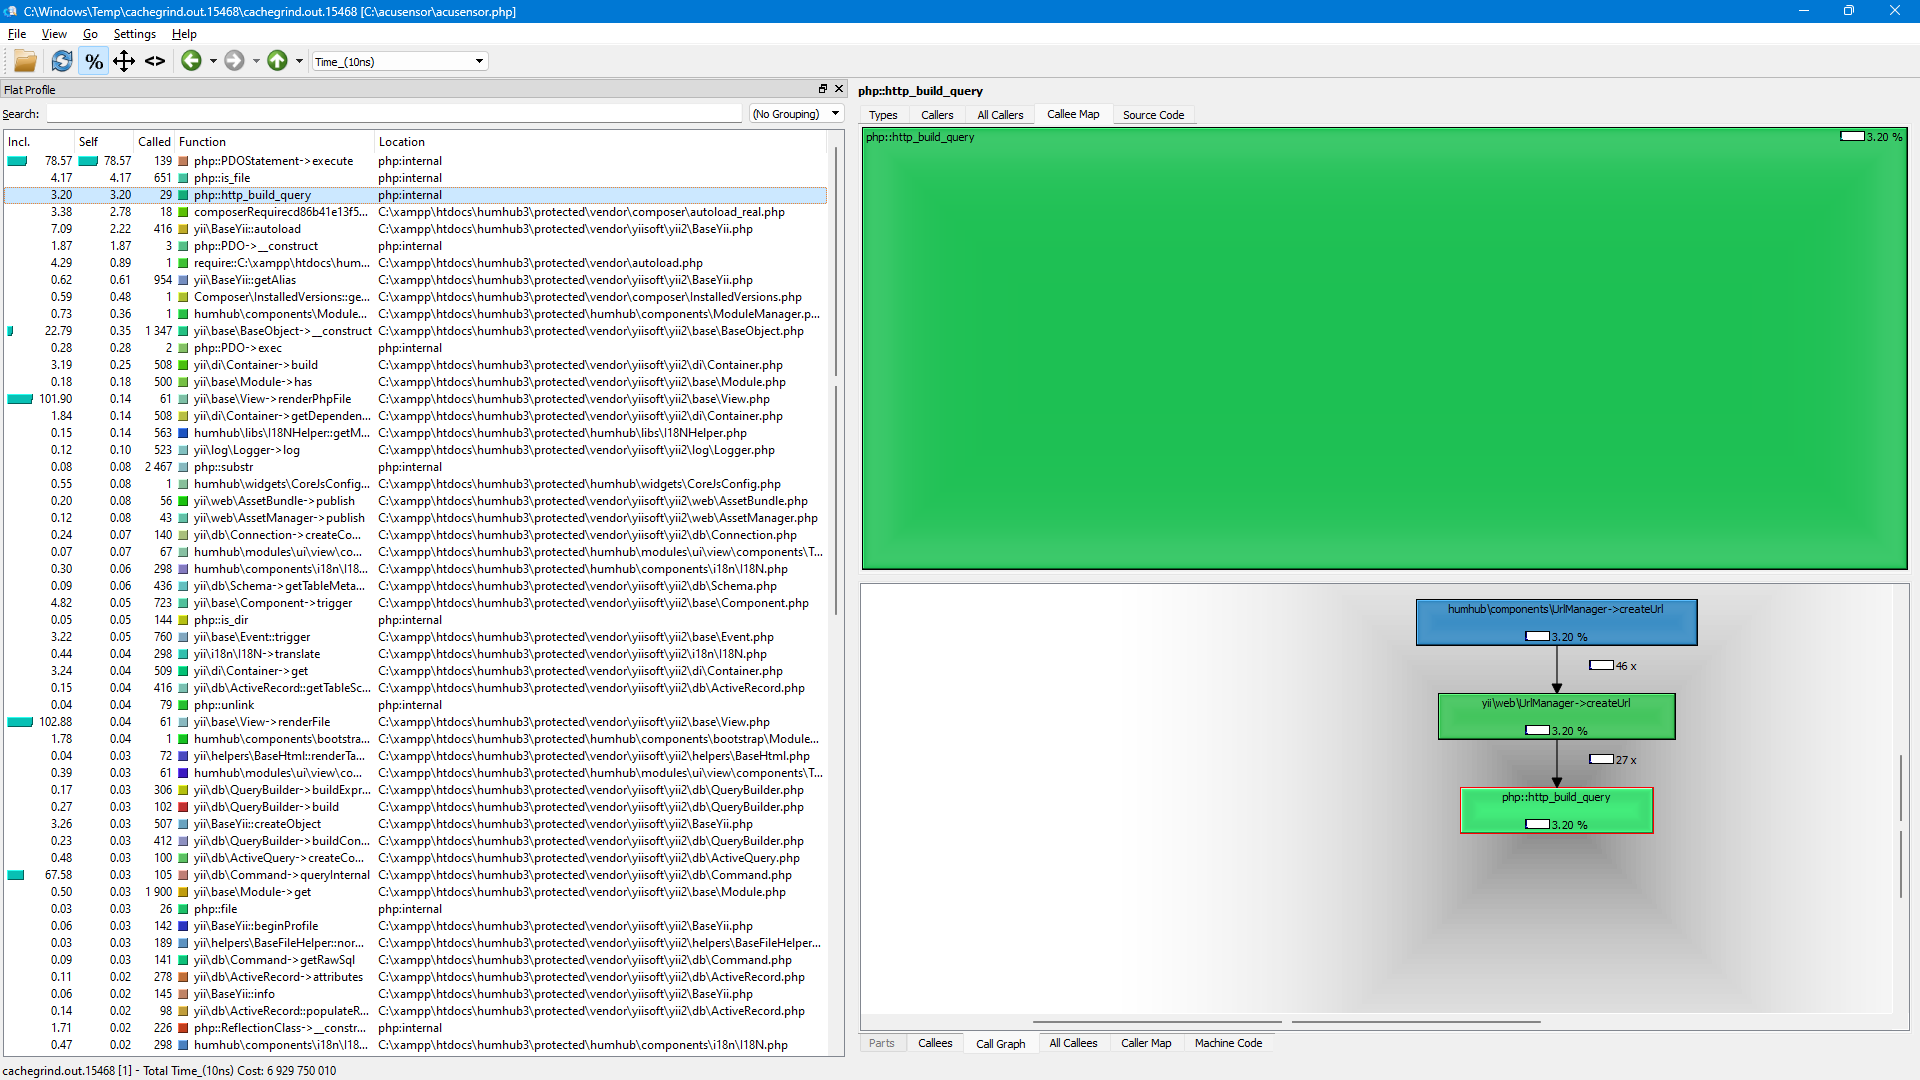 C:\Windows\Temp\cachegrind.out.15468\cachegrind.out.15468 [C:\acusensor\acusensor.php]
File View Go Settings Help
% <> Time_(10ns)
Flat Profile
Search: (No Grouping)
Incl. Self Called Function Location
78.57 78.57 139 php::PDOStatement->execute php:internal
4.17 4.17 651 php::is_file php:internal
3.20 3.20 29 php::http_build_query php:internal
3.38 2.78 18 composerRequirecd86b41e13f5... C:\xampp\htdocs\humhub3\protected\vendor\composer\autoload_real.php
7.09 2.22 416 yii\BaseYii::autoload C:\xampp\htdocs\humhub3\protected\vendor\yiisoft\yii2\BaseYii.php
1.87 1.87 3 php::PDO->__construct php:internal
4.29 0.89 1 require::C:\xampp\htdocs\hum... C:\xampp\htdocs\humhub3\protected\vendor\autoload.php
0.62 0.61 954 yii\BaseYii::getAlias C:\xampp\htdocs\humhub3\protected\vendor\yiisoft\yii2\BaseYii.php
0.59 0.48 1 Composer\InstalledVersions::ge... C:\xampp\htdocs\humhub3\protected\vendor\composer\InstalledVersions.php
0.73 0.36 1 humhub\components\Module... C:\xampp\htdocs\humhub3\protected\humhub\components\ModuleManager.p...
22.79 0.35 1 347 yii\base\BaseObject->__construct C:\xampp\htdocs\humhub3\protected\vendor\yiisoft\yii2\base\BaseObject.php
0.28 0.28 2 php::PDO->exec php:internal
3.19 0.25 508 yii\di\Container->build C:\xampp\htdocs\humhub3\protected\vendor\yiisoft\yii2\di\Container.php
0.18 0.18 500 yii\base\Module->has C:\xampp\htdocs\humhub3\protected\vendor\yiisoft\yii2\base\Module.php
101.90 0.14 61 yii\base\View->renderPhpFile C:\xampp\htdocs\humhub3\protected\vendor\yiisoft\yii2\base\View.php
1.84 0.14 508 yii\di\Container->getDependen... C:\xampp\htdocs\humhub3\protected\vendor\yiisoft\yii2\di\Container.php
0.15 0.14 563 humhub\libs\I18NHelper::getM... C:\xampp\htdocs\humhub3\protected\humhub\libs\I18NHelper.php
0.12 0.10 523 yii\log\Logger->log C:\xampp\htdocs\humhub3\protected\vendor\yiisoft\yii2\log\Logger.php
0.08 0.08 2 467 php::substr php:internal
0.55 0.08 1 humhub\widgets\CoreJsConfig... C:\xampp\htdocs\humhub3\protected\humhub\widgets\CoreJsConfig.php
0.20 0.08 56 yii\web\AssetBundle->publish C:\xampp\htdocs\humhub3\protected\vendor\yiisoft\yii2\web\AssetBundle.php
0.12 0.08 43 yii\web\AssetManager->publish C:\xampp\htdocs\humhub3\protected\vendor\yiisoft\yii2\web\AssetManager.php
0.24 0.07 140 yii\db\Connection->createCo... C:\xampp\htdocs\humhub3\protected\vendor\yiisoft\yii2\db\Connection.php
0.07 0.07 67 humhub\modules\ui\view\co... C:\xampp\htdocs\humhub3\protected\humhub\modules\ui\view\components\T...
0.30 0.06 298 humhub\components\i18n\I18... C:\xampp\htdocs\humhub3\protected\humhub\components\i18n\I18N.php
0.09 0.06 436 yii\db\Schema->getTableMeta... C:\xampp\htdocs\humhub3\protected\vendor\yiisoft\yii2\db\Schema.php
4.82 0.05 723 yii\base\Component->trigger C:\xampp\htdocs\humhub3\protected\vendor\yiisoft\yii2\base\Component.php
0.05 0.05 144 php::is_dir php:internal
3.22 0.05 760 yii\base\Event::trigger C:\xampp\htdocs\humhub3\protected\vendor\yiisoft\yii2\base\Event.php
0.44 0.04 298 yii\i18n\I18N->translate C:\xampp\htdocs\humhub3\protected\vendor\yiisoft\yii2\i18n\I18N.php
3.24 0.04 509 yii\di\Container->get C:\xampp\htdocs\humhub3\protected\vendor\yiisoft\yii2\di\Container.php
0.15 0.04 416 yii\db\ActiveRecord::getTableSc... C:\xampp\htdocs\humhub3\protected\vendor\yiisoft\yii2\db\ActiveRecord.php
0.04 0.04 79 php::unlink php:internal
102.88 0.04 61 yii\base\View->renderFile C:\xampp\htdocs\humhub3\protected\vendor\yiisoft\yii2\base\View.php
1.78 0.04 1 humhub\components\bootstra... C:\xampp\htdocs\humhub3\protected\humhub\components\bootstrap\Module...
0.04 0.03 72 yii\helpers\BaseHtml::renderTa... C:\xampp\htdocs\humhub3\protected\vendor\yiisoft\yii2\helpers\BaseHtml.php
0.39 0.03 61 humhub\modules\ui\view\co... C:\xampp\htdocs\humhub3\protected\humhub\modules\ui\view\components\T...
0.17 0.03 306 yii\db\QueryBuilder->buildExpr... C:\xampp\htdocs\humhub3\protected\vendor\yiisoft\yii2\db\QueryBuilder.php
0.27 0.03 102 yii\db\QueryBuilder->build C:\xampp\htdocs\humhub3\protected\vendor\yiisoft\yii2\db\QueryBuilder.php
3.26 0.03 507 yii\BaseYii::createObject C:\xampp\htdocs\humhub3\protected\vendor\yiisoft\yii2\BaseYii.php
0.23 0.03 412 yii\db\QueryBuilder->buildCon... C:\xampp\htdocs\humhub3\protected\vendor\yiisoft\yii2\db\QueryBuilder.php
0.48 0.03 100 yii\db\ActiveQuery->createCo... C:\xampp\htdocs\humhub3\protected\vendor\yiisoft\yii2\db\ActiveQuery.php
67.58 0.03 105 yii\db\Command->queryInternal C:\xampp\htdocs\humhub3\protected\vendor\yiisoft\yii2\db\Command.php
0.50 0.03 1 900 yii\base\Module->get C:\xampp\htdocs\humhub3\protected\vendor\yiisoft\yii2\base\Module.php
0.03 0.03 26 php::file php:internal
0.06 0.03 142 yii\BaseYii::beginProfile C:\xampp\htdocs\humhub3\protected\vendor\yiisoft\yii2\BaseYii.php
0.03 0.03 189 yii\helpers\BaseFileHelper::nor... C:\xampp\htdocs\humhub3\protected\vendor\yiisoft\yii2\helpers\BaseFileHelper...
0.09 0.03 141 yii\db\Command->getRawSql C:\xampp\htdocs\humhub3\protected\vendor\yiisoft\yii2\db\Command.php
0.11 0.02 278 yii\db\ActiveRecord->attributes C:\xampp\htdocs\humhub3\protected\vendor\yiisoft\yii2\db\ActiveRecord.php
0.06 0.02 145 yii\BaseYii::info C:\xampp\htdocs\humhub3\protected\vendor\yiisoft\yii2\BaseYii.php
0.14 0.02 98 yii\db\ActiveRecord::populateR... C:\xampp\htdocs\humhub3\protected\vendor\yiisoft\yii2\db\ActiveRecord.php
1.71 0.02 226 php::ReflectionClass->__constr... php:internal
0.47 0.02 298 humhub\components\i18n\I18... C:\xampp\htdocs\humhub3\protected\humhub\components\i18n\I18N.php
cachegrind.out.15468 [1] - Total Time_(10ns) Cost: 6 929 750 010
php::http_build_query
Types Callers All Callers Callee Map Source Code
php::http_build_query 3.20 %
humhub\components\UrlManager->createUrl
3.20 %
46 x
yii\web\UrlManager->createUrl
3.20 %
27 x
php::http_build_query
3.20 %
Parts Callees Call Graph All Callees Caller Map Machine Code